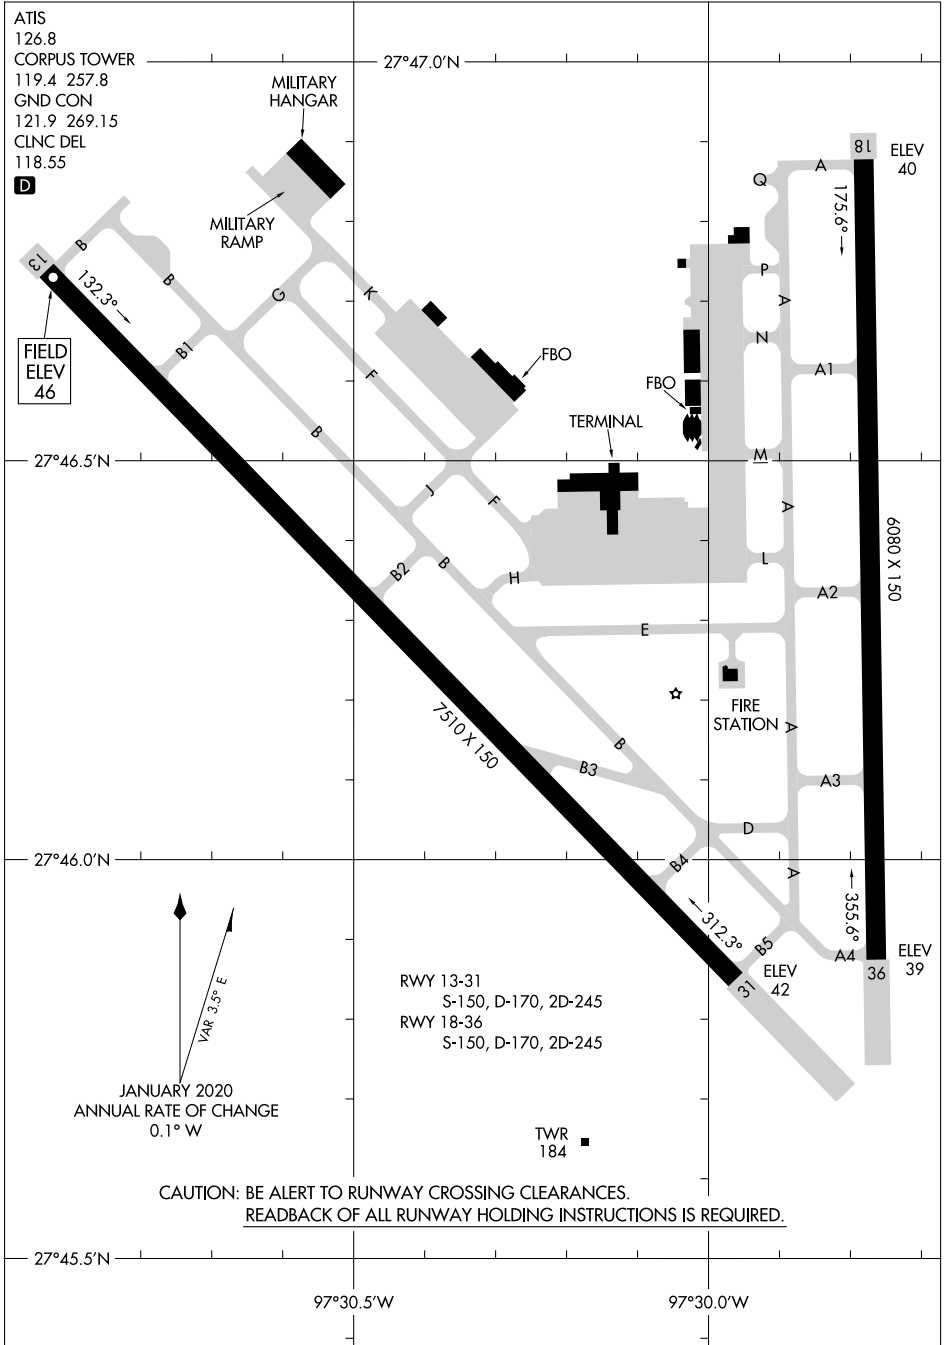 ATIS
126.8
CORPUS TOWER
119.4 257.8
GND CON
121.9 269.15
CLNC DEL
118.55
D
27°47.0'N
MILITARY
HANGAR
MILITARY
RAMP
18
ELEV
40
A
Q
175.6°
B
13
132.3°
B
G
K
P
A
N
FIELD
ELEV
46
B1
F
FBO
FBO
A1
TERMINAL
B
27°46.5'N
M
J
F
A
6080 X 150
B2
B
H
L
A2
E
FIRE
STATION
7510 X 150
B
A
B3
A3
D
27°46.0'N
B4
A
355.6°
312.3°
B5
A4
ELEV
39
36
31
ELEV
42
VAR 3.5° E
RWY 13-31
S-150, D-170, 2D-245
RWY 18-36
S-150, D-170, 2D-245
JANUARY 2020
ANNUAL RATE OF CHANGE
0.1° W
TWR
184
CAUTION: BE ALERT TO RUNWAY CROSSING CLEARANCES.
READBACK OF ALL RUNWAY HOLDING INSTRUCTIONS IS REQUIRED.
27°45.5'N
97°30.5'W
97°30.0'W